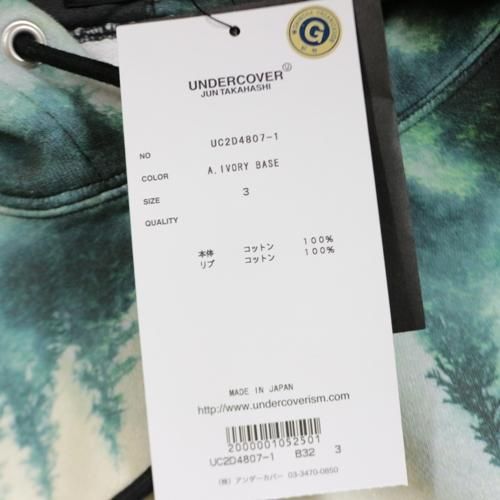 UNDERCOVER
JUN TAKAHASHI
NO UC2D4807-1
COLOR A.IVORY BASE
SIZE 3
QUALITY
本体 コットン 100%
リブ コットン 100%
MADE IN JAPAN
http://www.undercoverism.com
2000001052501
UC2D4807-1 B32 3
(株) アンダーカバー 03-3470-0850
G